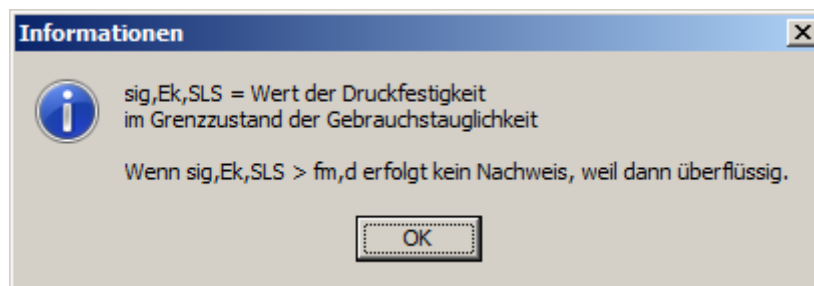 Informationen
sig,Ek,SLS = Wert der Druckfestigkeit
im Grenzzustand der Gebrauchstauglichkeit
Wenn sig,Ek,SLS > fm,d erfolgt kein Nachweis, weil dann überflüssig.
OK